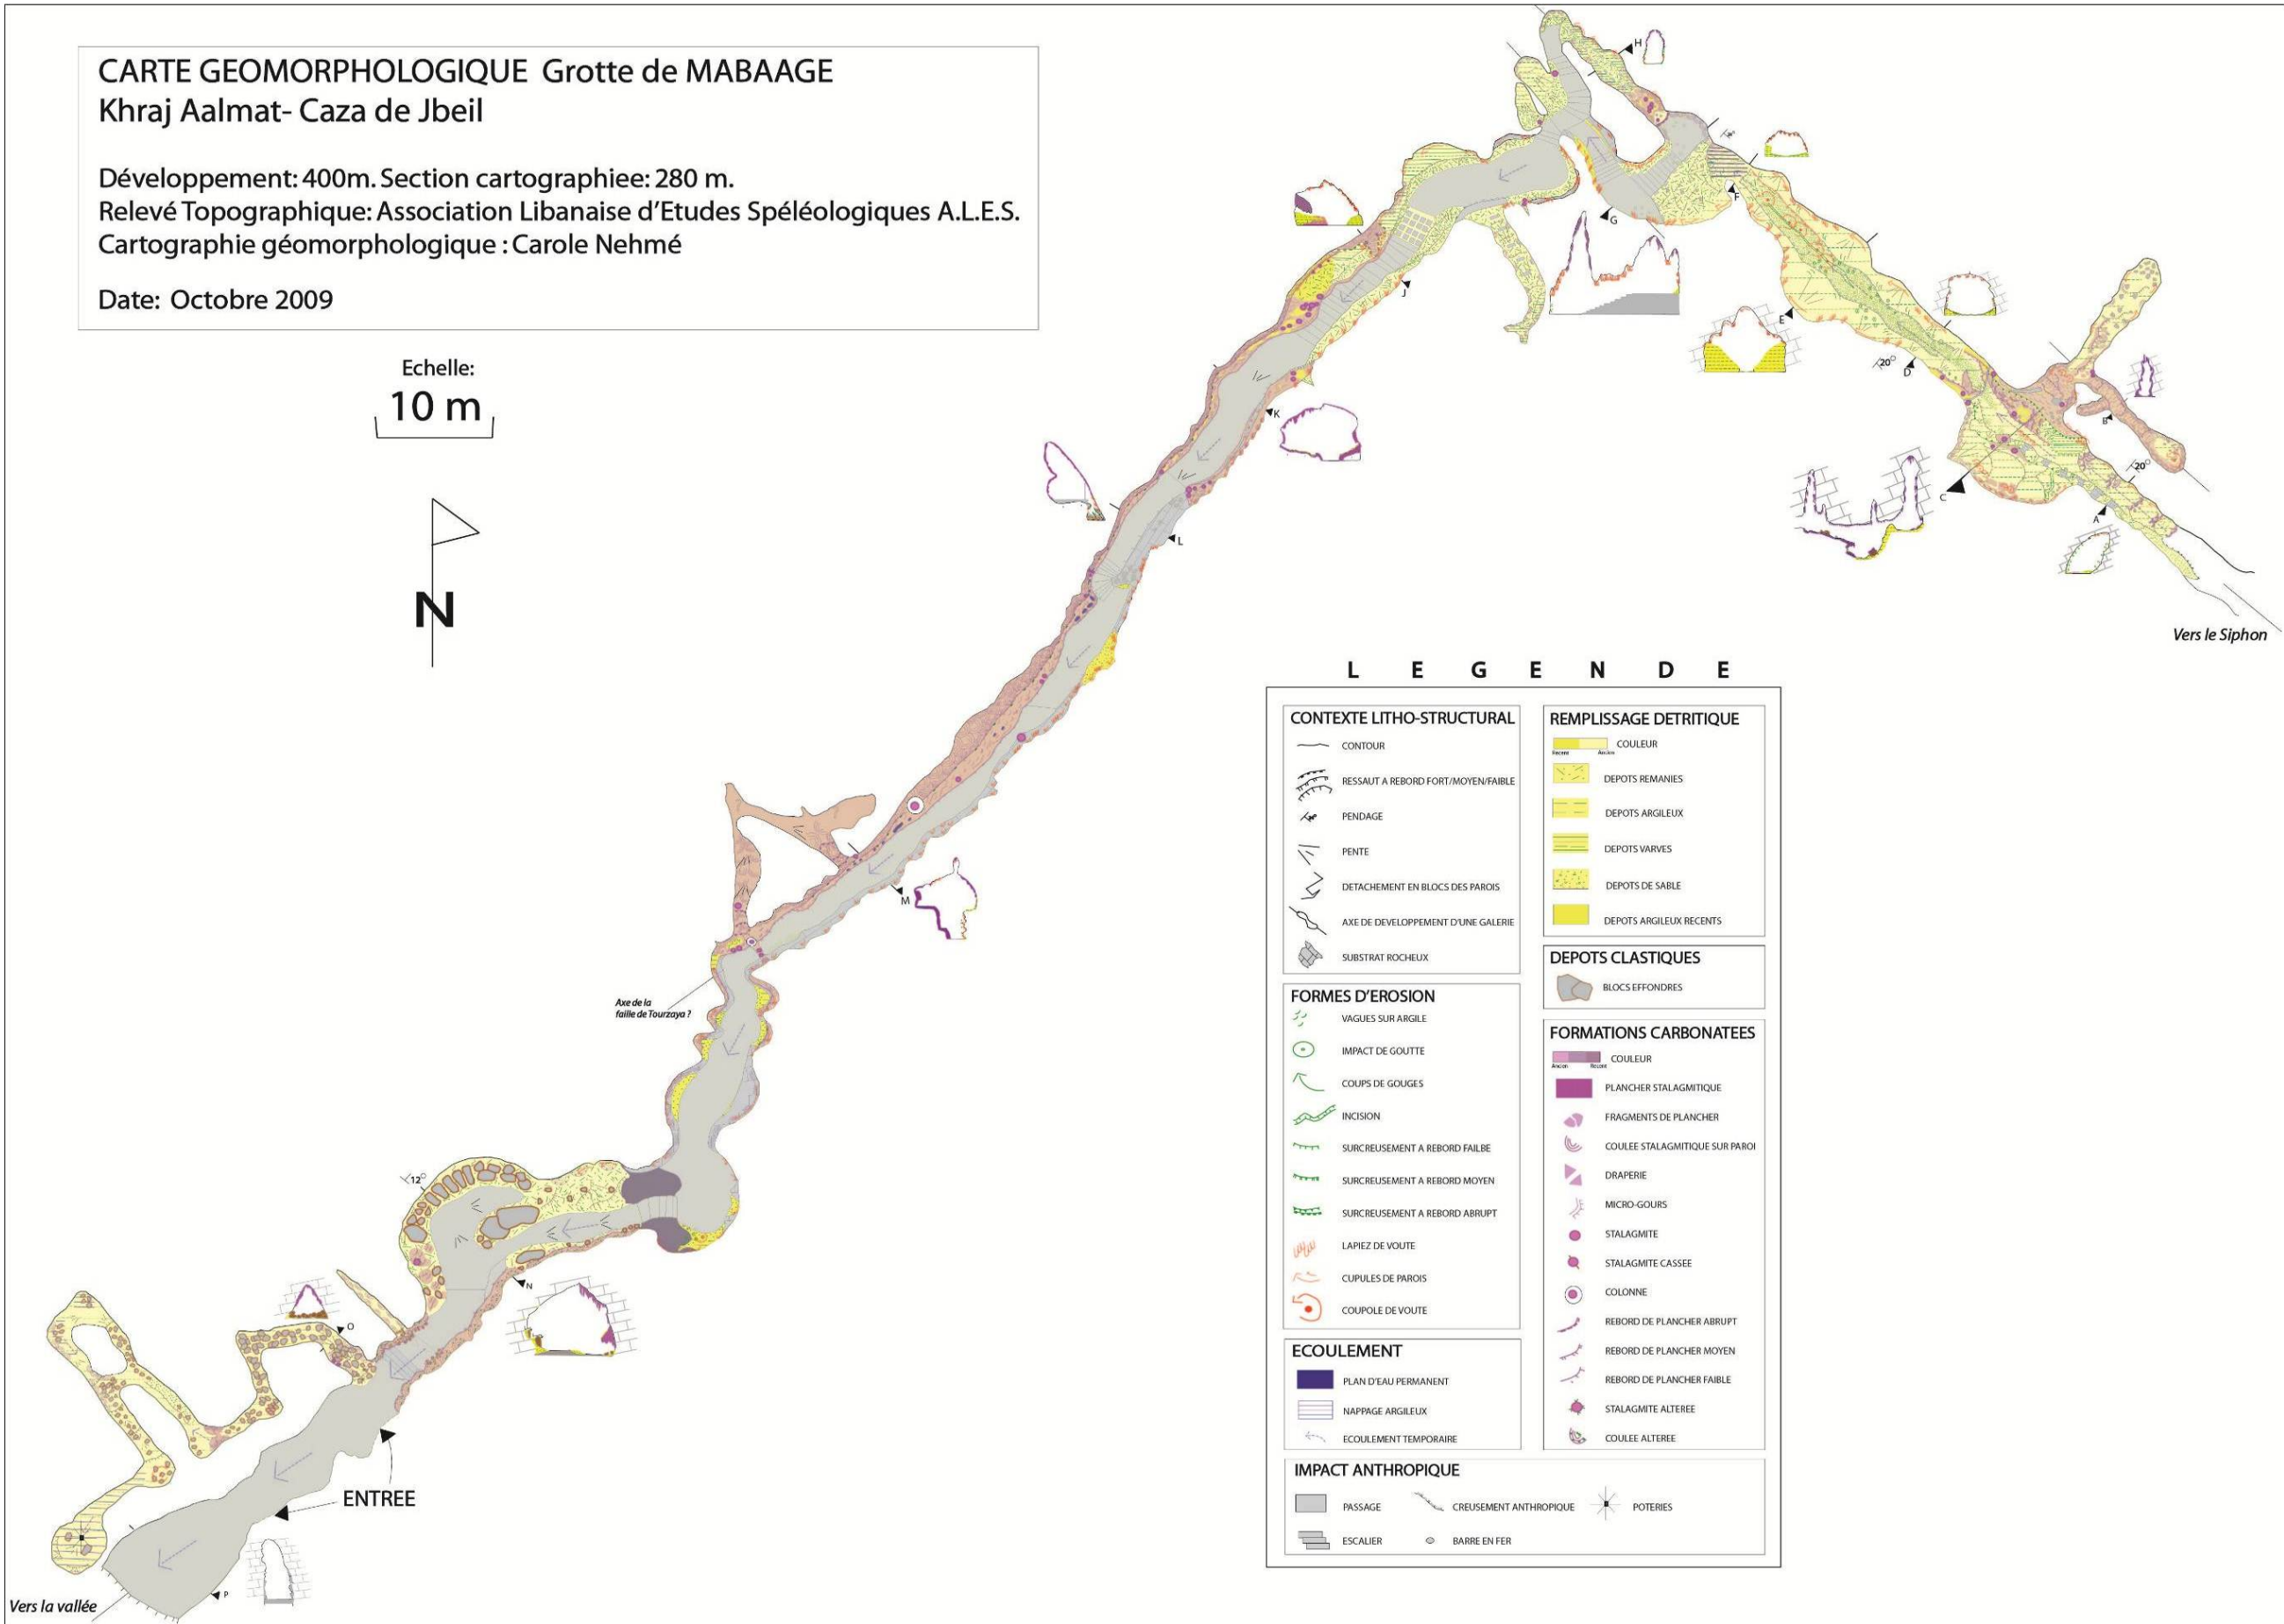 CARTE GEOMORPHOLOGIQUE Grotte de MABAAGE
Khraj Aalmat- Caza de Jbeil
Développement: 400m. Section cartographiee: 280 m.
Relevé Topographique: Association Libanaise d'Etudes Spéléologiques A.L.E.S.
Cartographie géomorphologique : Carole Nehmé
Date: Octobre 2009
Echelle:
10 m
N
H
F
G
J
E
20°
D
K
B
20°
C
A
L
Vers le Siphon
M
Axe de la
faille de Tourzaya ?
12°
N
O
ENTREE
P
Vers la vallée
L E G E N D E
CONTEXTE LITHO-STRUCTURAL
CONTOUR
RESSAUT A REBORD FORT/MOYEN/FAIBLE
PENDAGE
PENTE
DETACHEMENT EN BLOCS DES PAROIS
AXE DE DEVELOPPEMENT D'UNE GALERIE
SUBSTRAT ROCHEUX
FORMES D'EROSION
VAGUES SUR ARGILE
IMPACT DE GOUTTE
COUPS DE GOUGES
INCISION
SURCREUSEMENT A REBORD FAILBE
SURCREUSEMENT A REBORD MOYEN
SURCREUSEMENT A REBORD ABRUPT
LAPIEZ DE VOUTE
CUPULES DE PAROIS
COUPOLE DE VOUTE
ECOULEMENT
PLAN D'EAU PERMANENT
NAPPAGE ARGILEUX
ECOULEMENT TEMPORAIRE
REMPLISSAGE DETRITIQUE
COULEUR
Recent Ancien
DEPOTS REMANIES
DEPOTS ARGILEUX
DEPOTS VARVES
DEPOTS DE SABLE
DEPOTS ARGILEUX RECENTS
DEPOTS CLASTIQUES
BLOCS EFFONDRES
FORMATIONS CARBONATEES
COULEUR
Ancien Récent
PLANCHER STALAGMITIQUE
FRAGMENTS DE PLANCHER
COULEE STALAGMITIQUE SUR PAROI
DRAPERIE
MICRO-GOURS
STALAGMITE
STALAGMITE CASSEE
COLONNE
REBORD DE PLANCHER ABRUPT
REBORD DE PLANCHER MOYEN
REBORD DE PLANCHER FAIBLE
STALAGMITE ALTEREE
COULEE ALTEREE
IMPACT ANTHROPIQUE
PASSAGE
CREUSEMENT ANTHROPIQUE
POTERIES
ESCALIER
BARRE EN FER